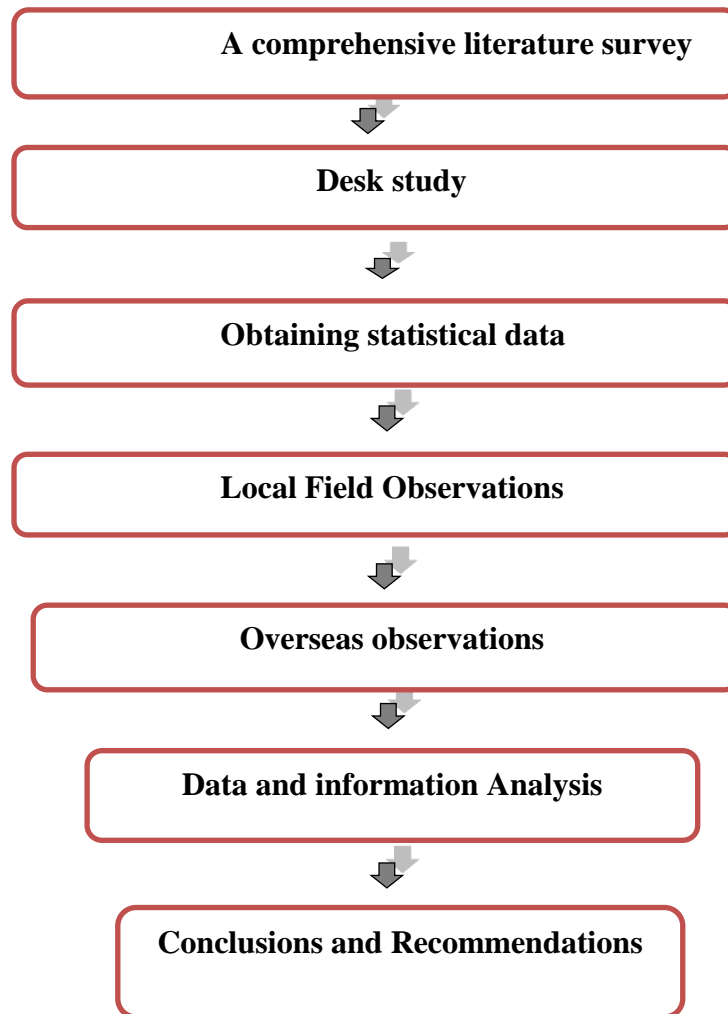 A comprehensive literature survey
Desk study
Obtaining statistical data
Local Field Observations
Overseas observations
Data and information Analysis
Conclusions and Recommendations